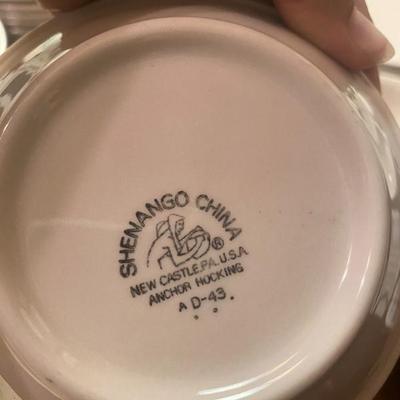 SHENANGO CHINA
®
NEW CASTLE,PA. U.S.A
ANCHOR HOCKING
A D-43.